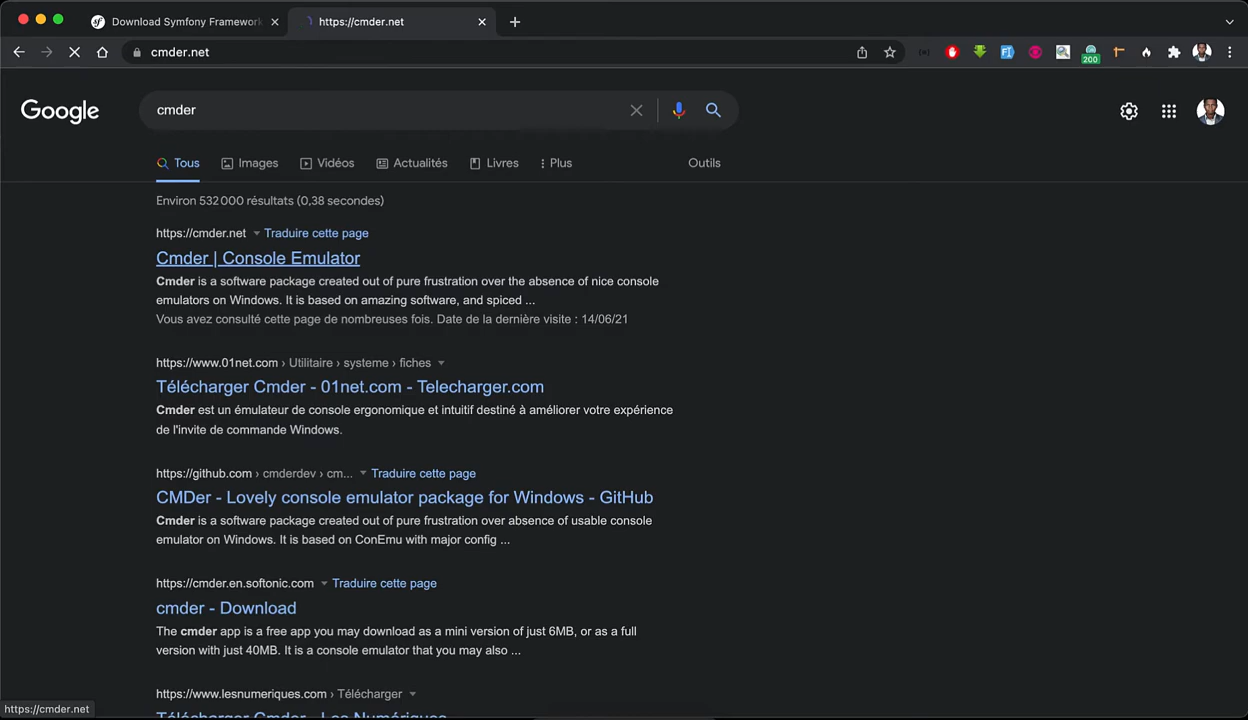 Download Symfony Framework
https://cmder.net
cmder.net
200
Google
cmder
Tous
Images
Vidéos
Actualités
Livres
Plus
Outils
Environ 532 000 résultats (0,38 secondes)
https://cmder.net
Traduire cette page
Cmder | Console Emulator
Cmder is a software package created out of pure frustration over the absence of nice console
emulators on Windows. It is based on amazing software, and spiced ...
Vous avez consulté cette page de nombreuses fois. Date de la dernière visite : 14/06/21
https://www.01net.com › Utilitaire › systeme › fiches
Télécharger Cmder - 01net.com - Telecharger.com
Cmder est un émulateur de console ergonomique et intuitif destiné à améliorer votre expérience
de l'invite de commande Windows.
https://github.com › cmderdev › cm...
Traduire cette page
CMDer - Lovely console emulator package for Windows - GitHub
Cmder is a software package created out of pure frustration over absence of usable console
emulator on Windows. It is based on ConEmu with major config ...
https://cmder.en.softonic.com
Traduire cette page
cmder - Download
The cmder app is a free app you may download as a mini version of just 6MB, or as a full
version with just 40MB. It is a console emulator that you may also ...
https://www.lesnumeriques.com › Télécharger
Télécharger Cmder - Les Numériques
https://cmder.net